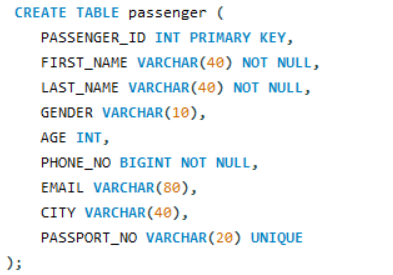 CREATE TABLE passenger (
PASSENGER_ID INT PRIMARY KEY,
FIRST_NAME VARCHAR(40) NOT NULL,
LAST_NAME VARCHAR(40) NOT NULL,
GENDER VARCHAR(10),
AGE INT,
PHONE_NO BIGINT NOT NULL,
EMAIL VARCHAR(80),
CITY VARCHAR(40),
PASSPORT_NO VARCHAR(20) UNIQUE
);